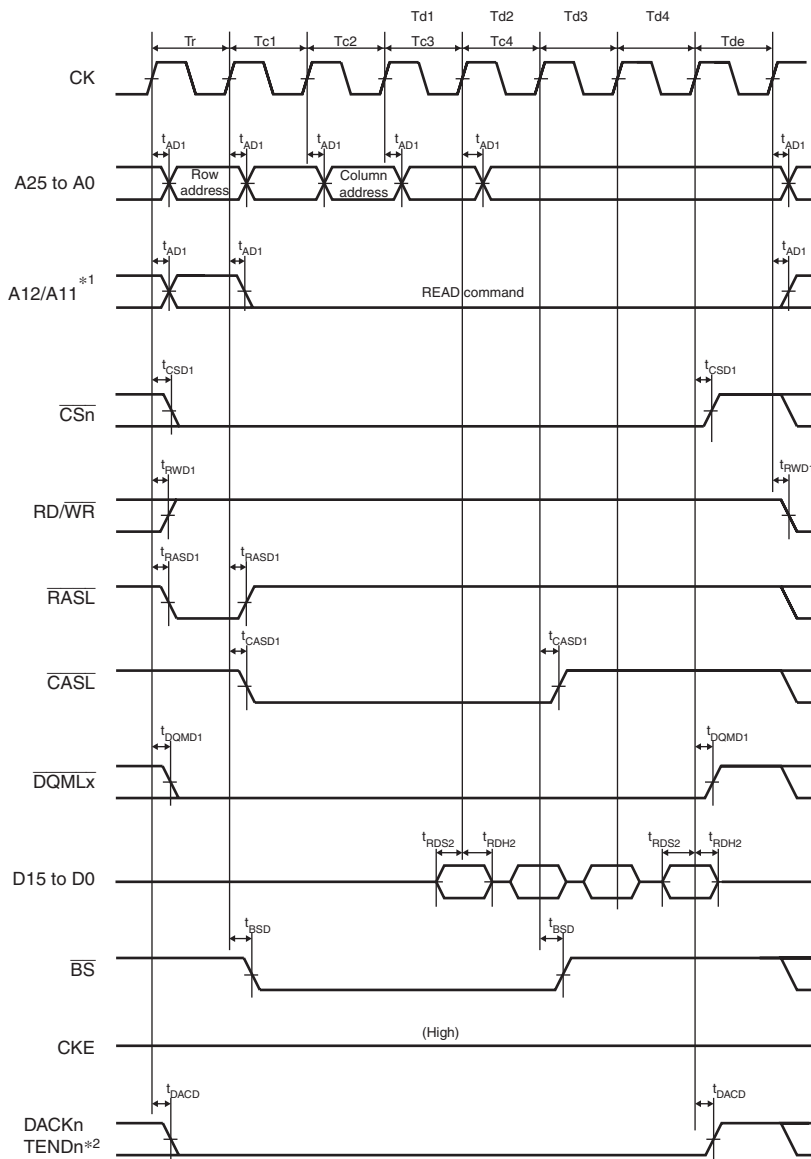 Td1 Td2 Td3 Td4
Tr Tc1 Tc2 Tc3 Tc4 Tde
CK
tAD1 tAD1 tAD1 tAD1 tAD1 tAD1
A25 to A0
Row address
Column address
tAD1 tAD1 tAD1
A12/A11*1
READ command
tCSD1 tCSD1
CSn
tRWD1 tRWD1
RD/WR
tRASD1 tRASD1
RASL
tCASD1 tCASD1
CASL
tDQMD1 tDQMD1
DQMLx
tRDS2 tRDH2 tRDS2 tRDH2
D15 to D0
tBSD tBSD
BS
(High)
CKE
tDACD tDACD
DACKn
TENDn*2